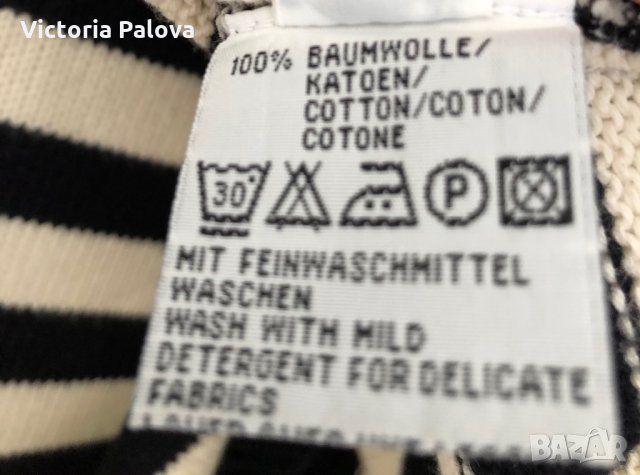 Victoria Palova
100% BAUMWOLLE/
KATOEN/
COTTON/COTON/
COTONE
30 P
MIT FEINWASCHMITTEL
WASCHEN
WASH WITH MILD
DETERGENT FOR DELICATE
FABRICS
BAZAR